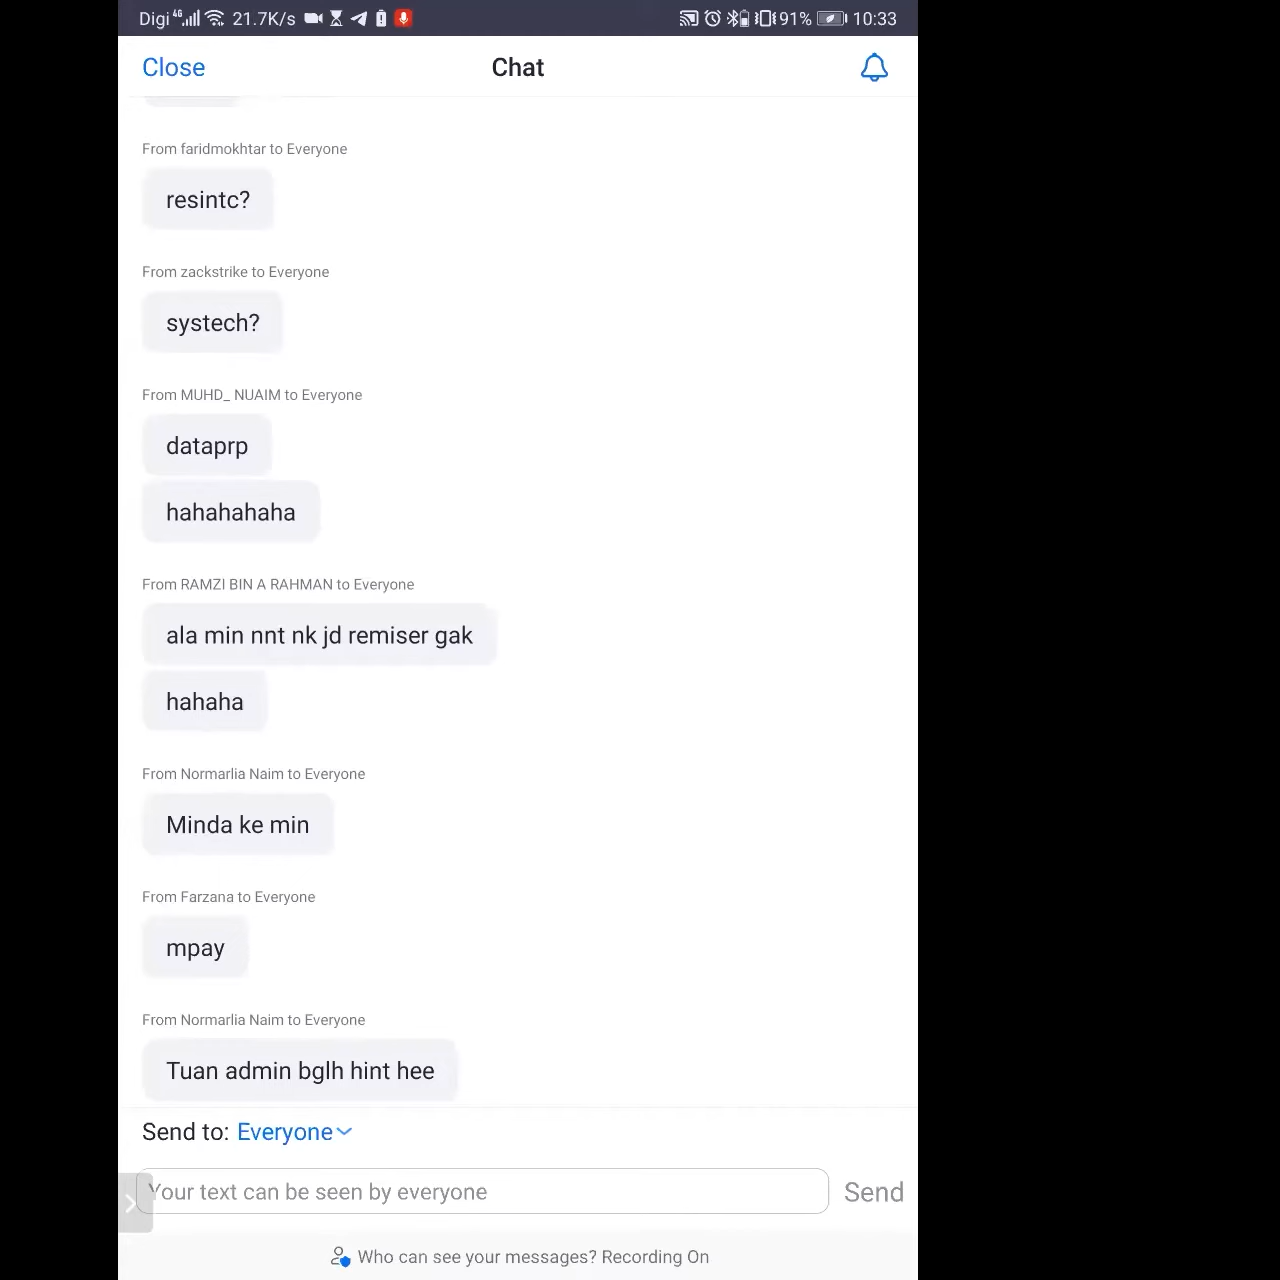 Digi 4G 21.7K/s 91% 10:33
Close Chat
From faridmokhtar to Everyone
resintc?
From zackstrike to Everyone
systech?
From MUHD_ NUAIM to Everyone
dataprp
hahahahaha
From RAMZI BIN A RAHMAN to Everyone
ala min nnt nk jd remiser gak
hahaha
From Normarlia Naim to Everyone
Minda ke min
From Farzana to Everyone
mpay
From Normarlia Naim to Everyone
Tuan admin bglh hint hee
Send to: Everyone
Your text can be seen by everyone Send
Who can see your messages? Recording On